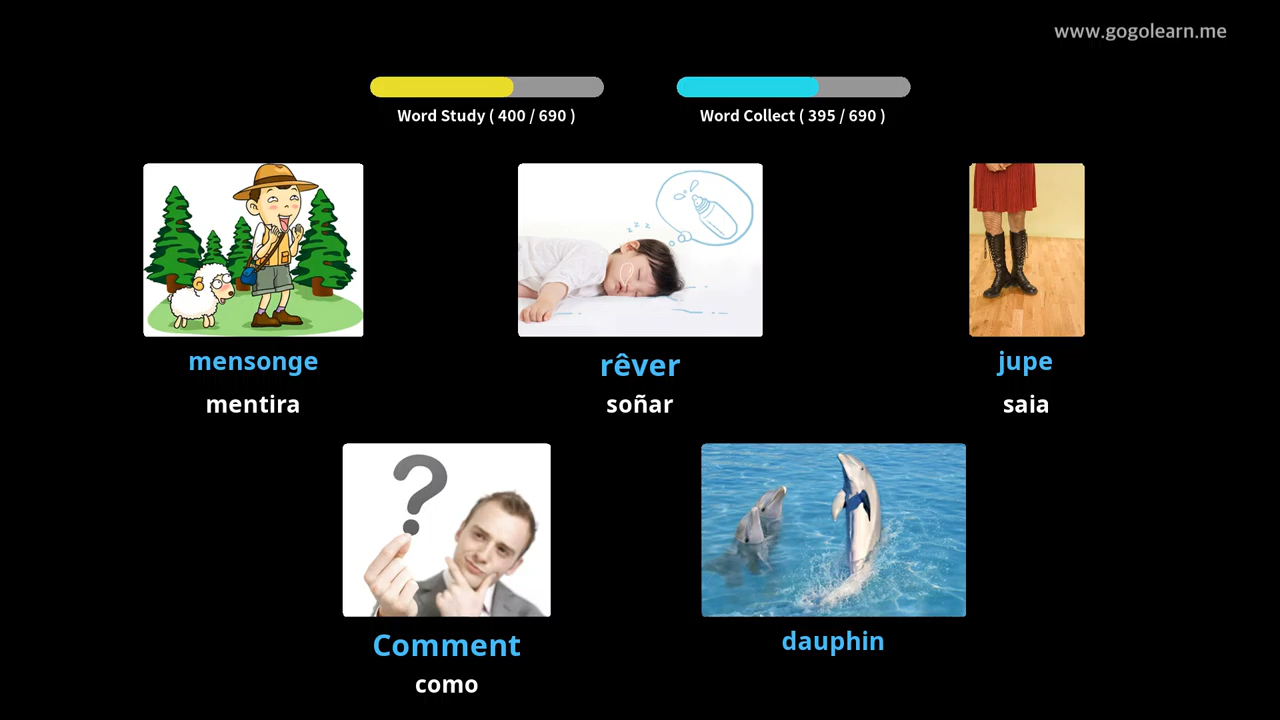 www.gogolearn.me
Word Study ( 400 / 690 )
Word Collect ( 395 / 690 )
mensonge
mentira
rêver
soñar
jupe
saia
Comment
como
dauphin